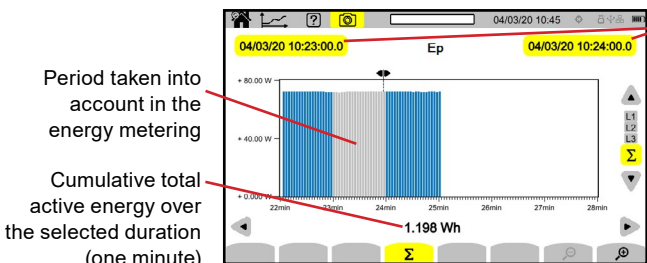 ?
04/03/20 10:45
04/03/20 10:23:00.0
Ep
04/03/20 10:24:00.0
Period taken into
account in the
energy metering
+ 80.00 W
+ 40.00 W
+ 0.000 W
22min 23min 24min 25min 26min 27min 28min
L1
L2
L3
Σ
Cumulative total
active energy over
the selected duration
(one minute)
1.198 Wh
Σ